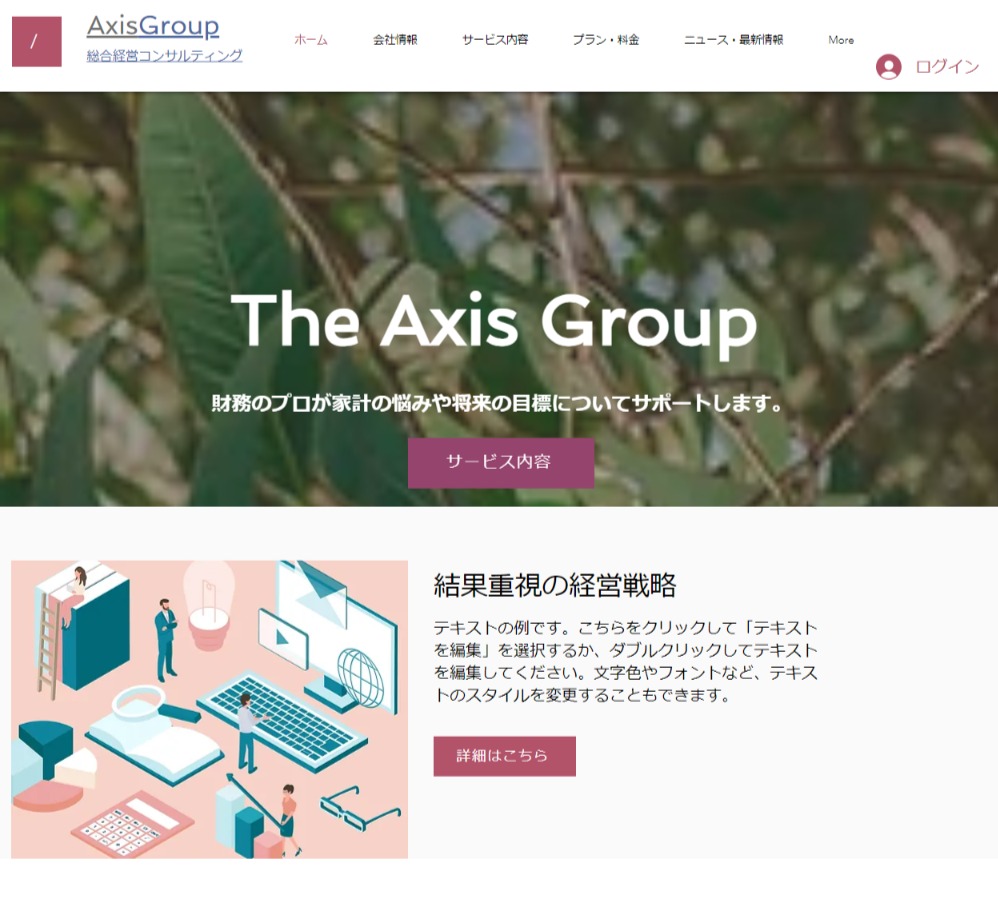 /
AxisGroup
総合経営コンサルティング
ホーム
会社情報
サービス内容
プラン・料金
ニュース・最新情報
More
ログイン
The Axis Group
財務のプロが家計の悩みや将来の目標についてサポートします。
サービス内容
結果重視の経営戦略
テキストの例です。こちらをクリックして「テキスト
を編集」を選択するか、ダブルクリックしてテキスト
を編集してください。文字色やフォントなど、テキス
トのスタイルを変更することもできます。
詳細はこちら